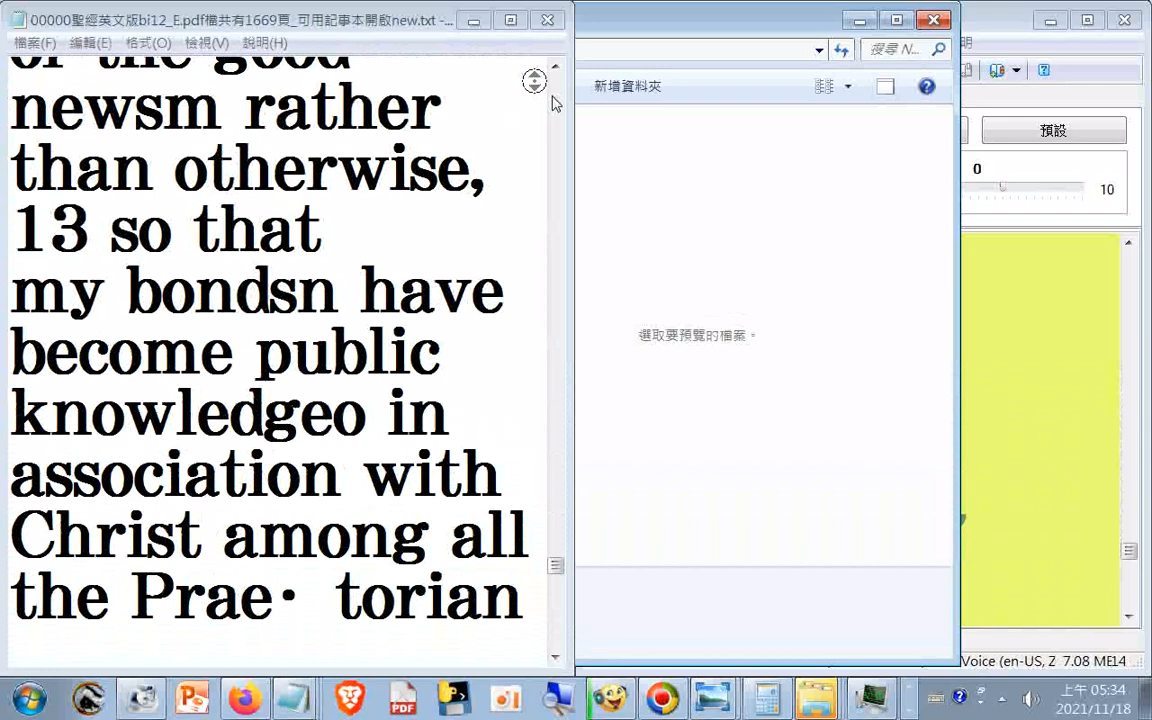 00000聖經英文版bi12_E.pdf檔共有1669頁_可用記事本開啟new.txt -...
檔案(F) 編輯(E) 格式(O) 檢視(V) 說明(H)
of the good
newsm rather
than otherwise,
13 so that
my bondsn have
become public
knowledgeo in
association with
Christ among all
the Prae· torian
搜尋 N...
新增資料夾
選取要預覽的檔案。
明
預設
0
10
Voice (en-US, Z 7.08 ME14
上午 05:34
2021/11/18